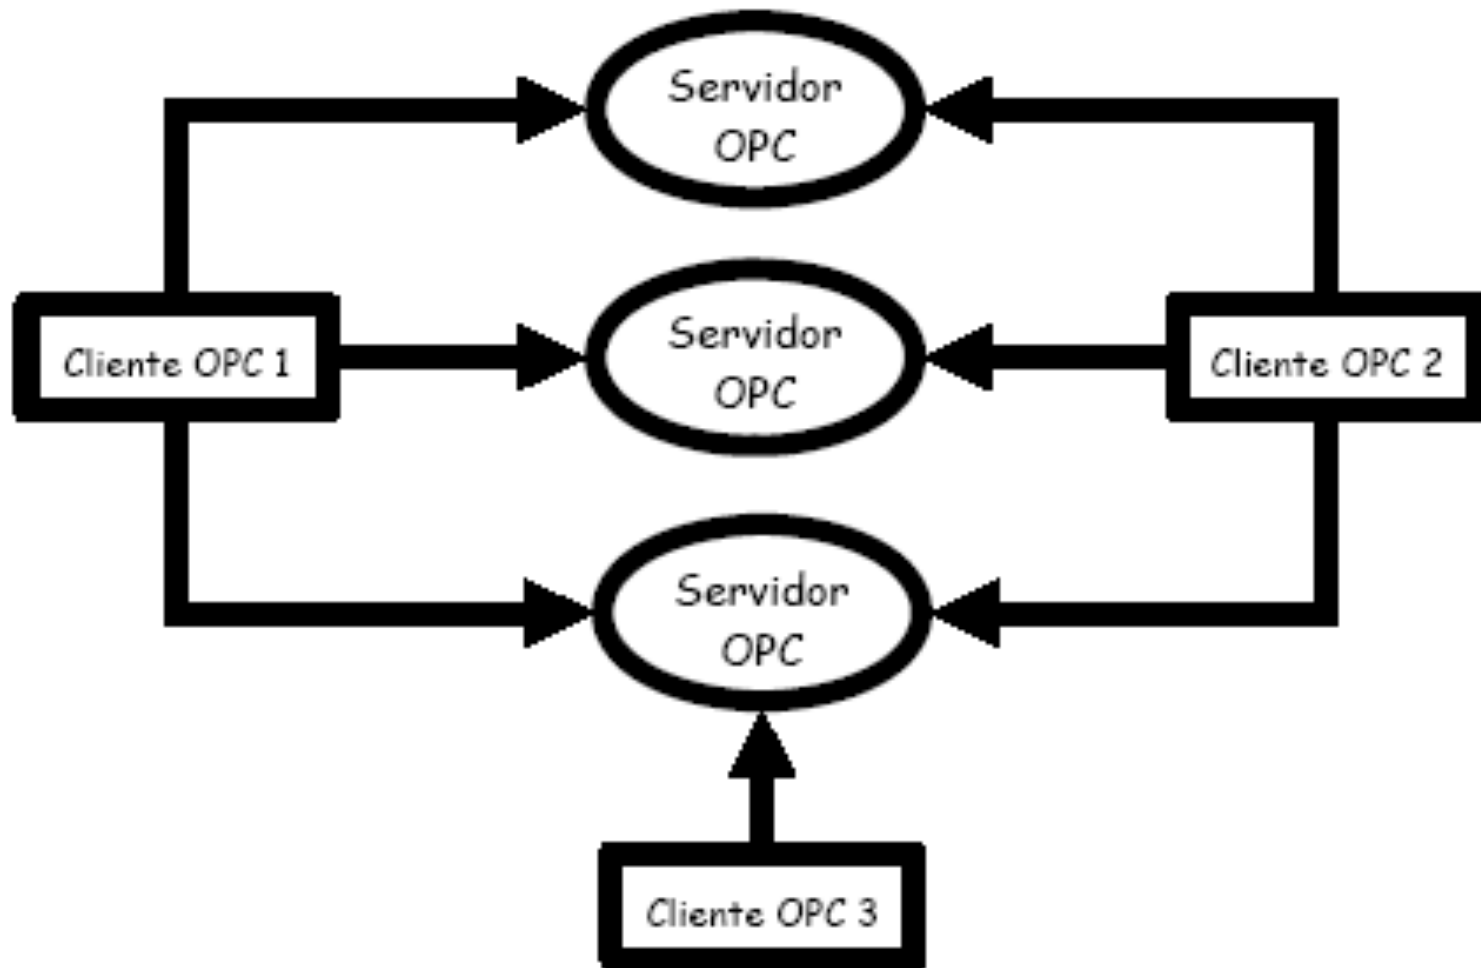 Servidor
OPC
Cliente OPC 1
Servidor
OPC
Cliente OPC 2
Servidor
OPC
Cliente OPC 3